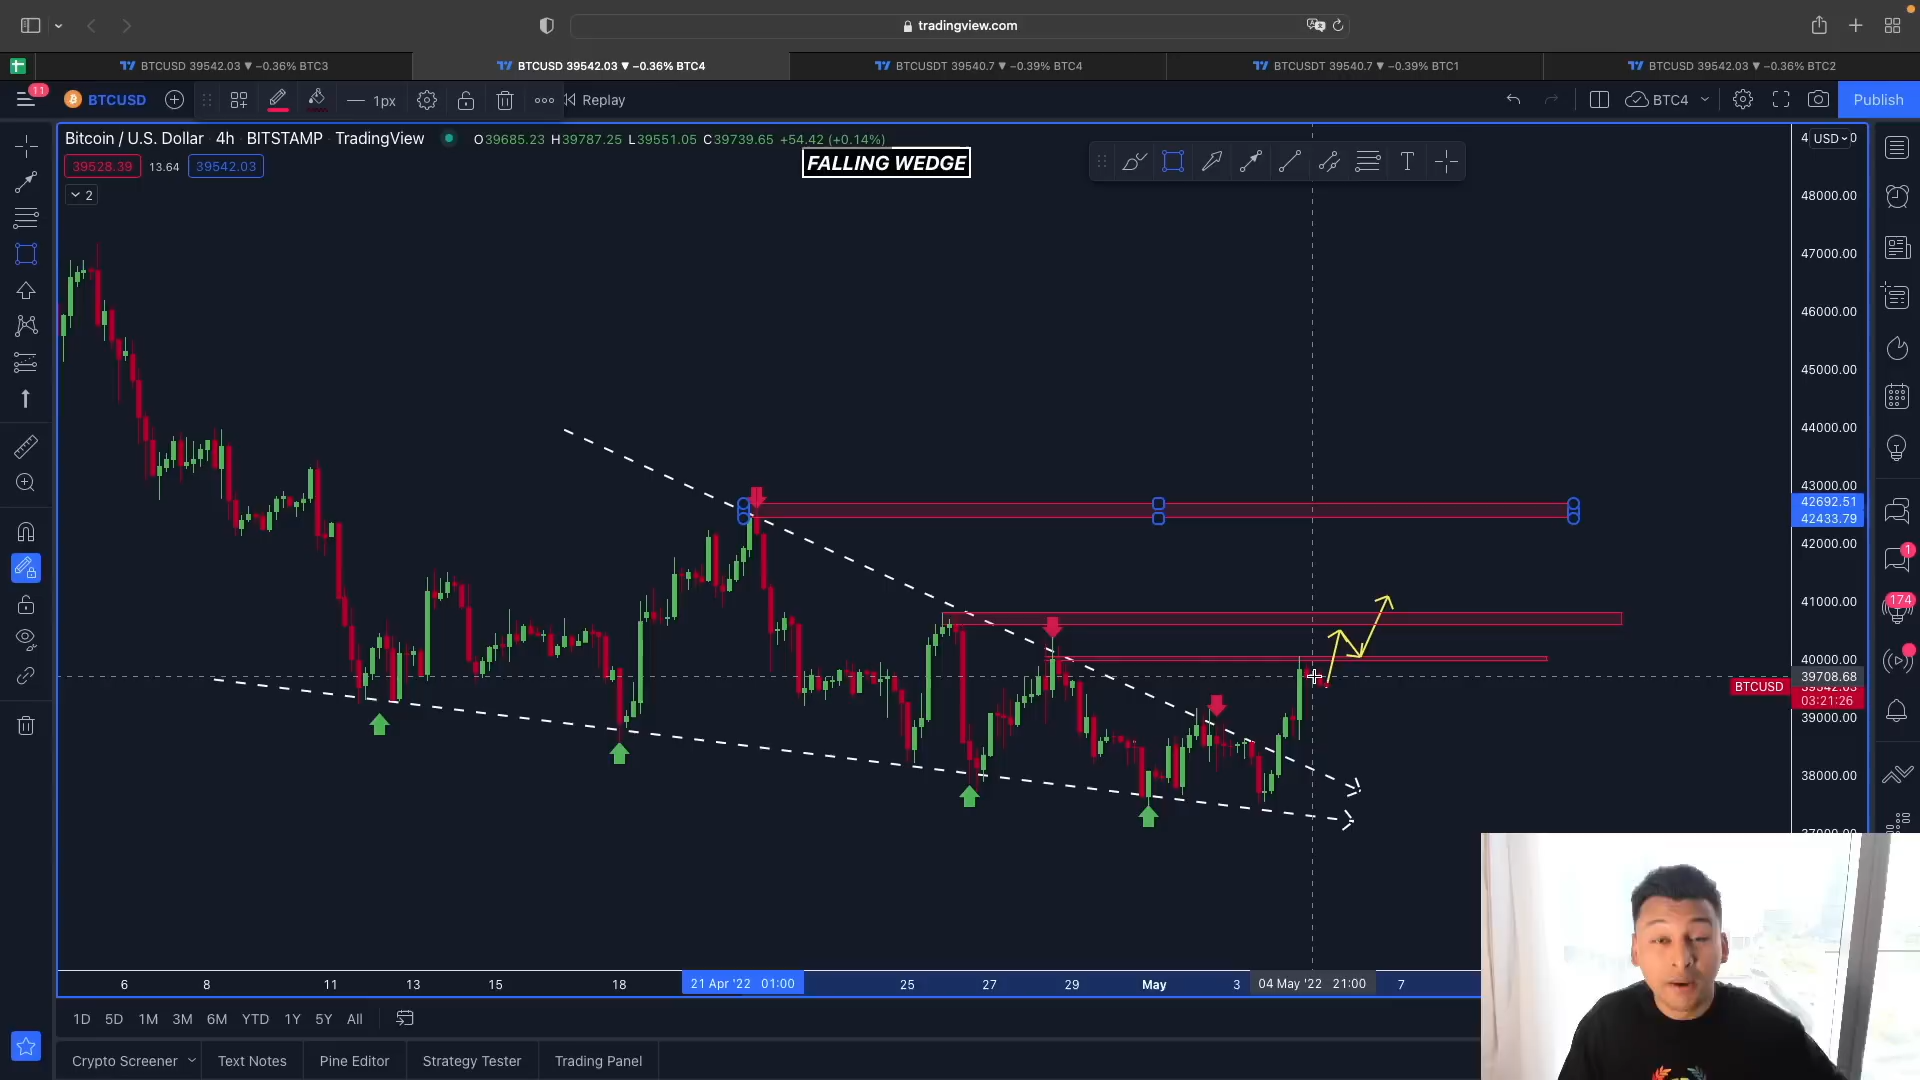 tradingview.com
BTCUSD 39542.03 ▼ −0.36% BTC3
BTCUSD 39542.03 ▼ −0.36% BTC4
BTCUSDT 39540.7 ▼ −0.39% BTC4
BTCUSDT 39540.7 ▼ −0.39% BTC1
BTCUSD 39542.03 ▼ −0.36% BTC2
11
BTCUSD
1px
Replay
BTC4
Publish
Bitcoin / U.S. Dollar 4h BITSTAMP TradingView
O39685.23 H39787.25 L39551.05 C39739.65 +54.42 (+0.14%)
USD
39528.39 13.64 39542.03
FALLING WEDGE
2
48000.00
47000.00
46000.00
45000.00
44000.00
43000.00
42692.51
42433.79
42000.00
41000.00
40000.00
39708.68
BTCUSD
03:21:26
39000.00
38000.00
1
174
6 8 11 13 15 18 21 Apr '22 01:00 25 27 29 May 3 04 May '22 21:00 7
1D 5D 1M 3M 6M YTD 1Y 5Y All
Crypto Screener Text Notes Pine Editor Strategy Tester Trading Panel